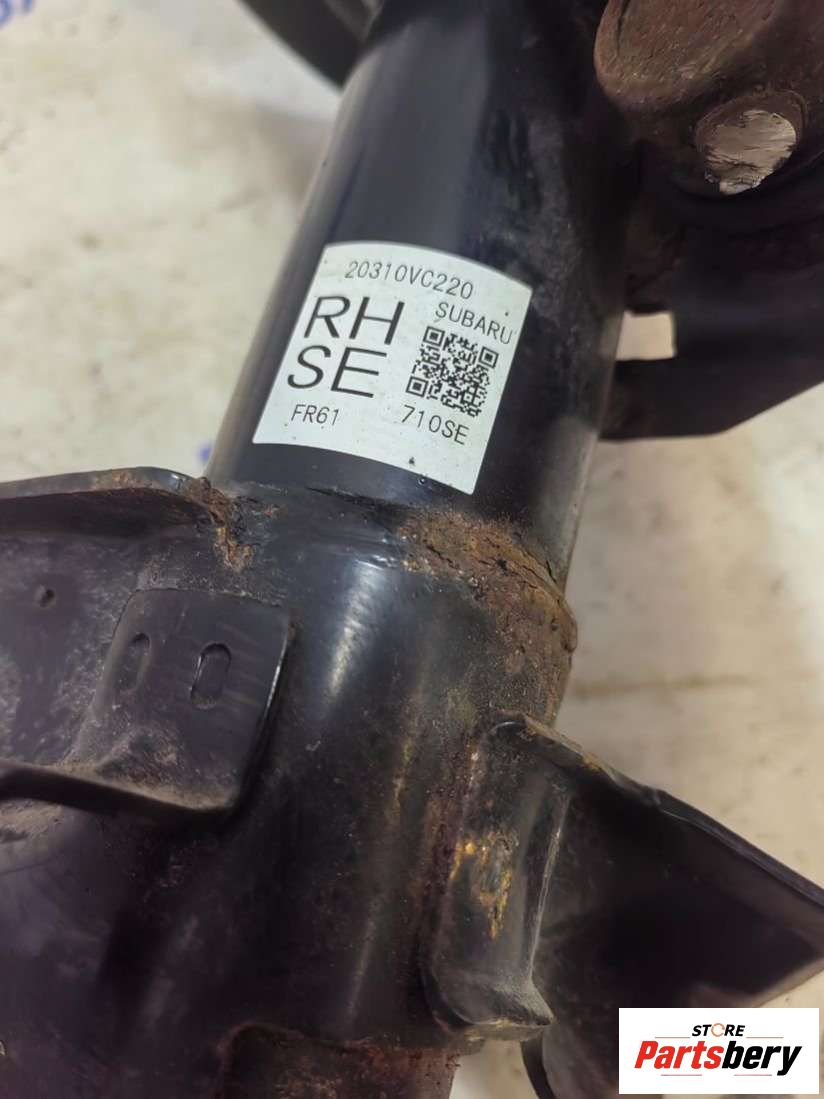 20310VC220
SUBARU
RH
SE
FR61 710SE
STORE
Partsbery